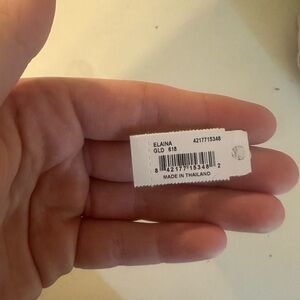 ELAINA 4217715348
GLD 618
8 42177 15348 2
MADE IN THAILAND